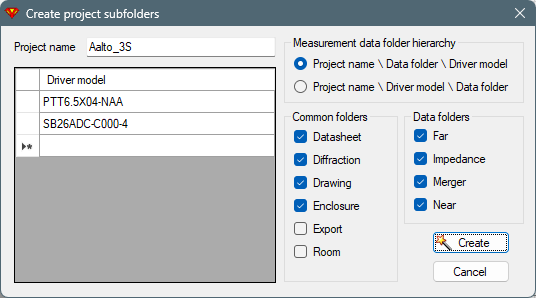 Create project subfolders
Project name Aalto_3S
Driver model
PTT6.5X04-NAA
SB26ADC-C000-4
Measurement data folder hierarchy
Project name \ Data folder \ Driver model
Project name \ Driver model \ Data folder
Common folders
Datasheet
Diffraction
Drawing
Enclosure
Export
Room
Data folders
Far
Impedance
Merger
Near
Create
Cancel